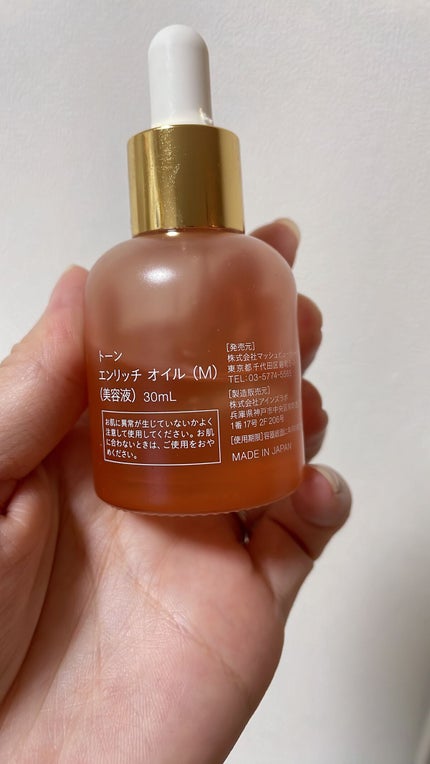 トーン
エンリッチ オイル（M）
（美容液） 30mL
お肌に異常が生じていないかよく
注意して使用してください。お肌
に合わないときは、ご使用をおや
めください。
[発売元]
株式会社マッシュ
東京都千代田区
TEL:03-5774-
[製造販売元]
株式会社アインズラボ
兵庫県神戸市中央区
1番17号 2F 206号
[使用期限]
MADE IN JAPAN